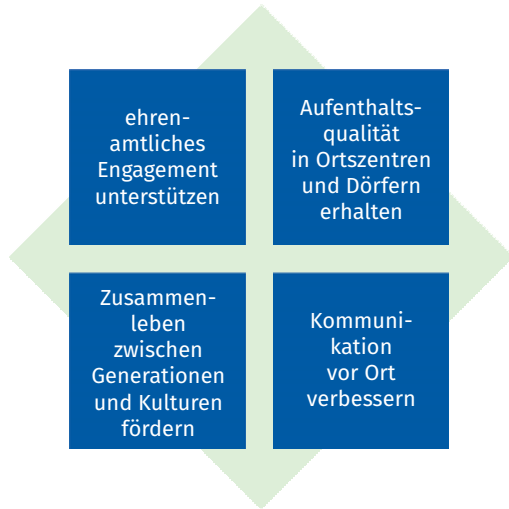 ehren-
amtliches
Engagement
unterstützen
Aufenthalts-
qualität
in Ortszentren
und Dörfern
erhalten
Zusammen-
leben
zwischen
Generationen
und Kulturen
fördern
Kommuni-
kation
vor Ort
verbessern